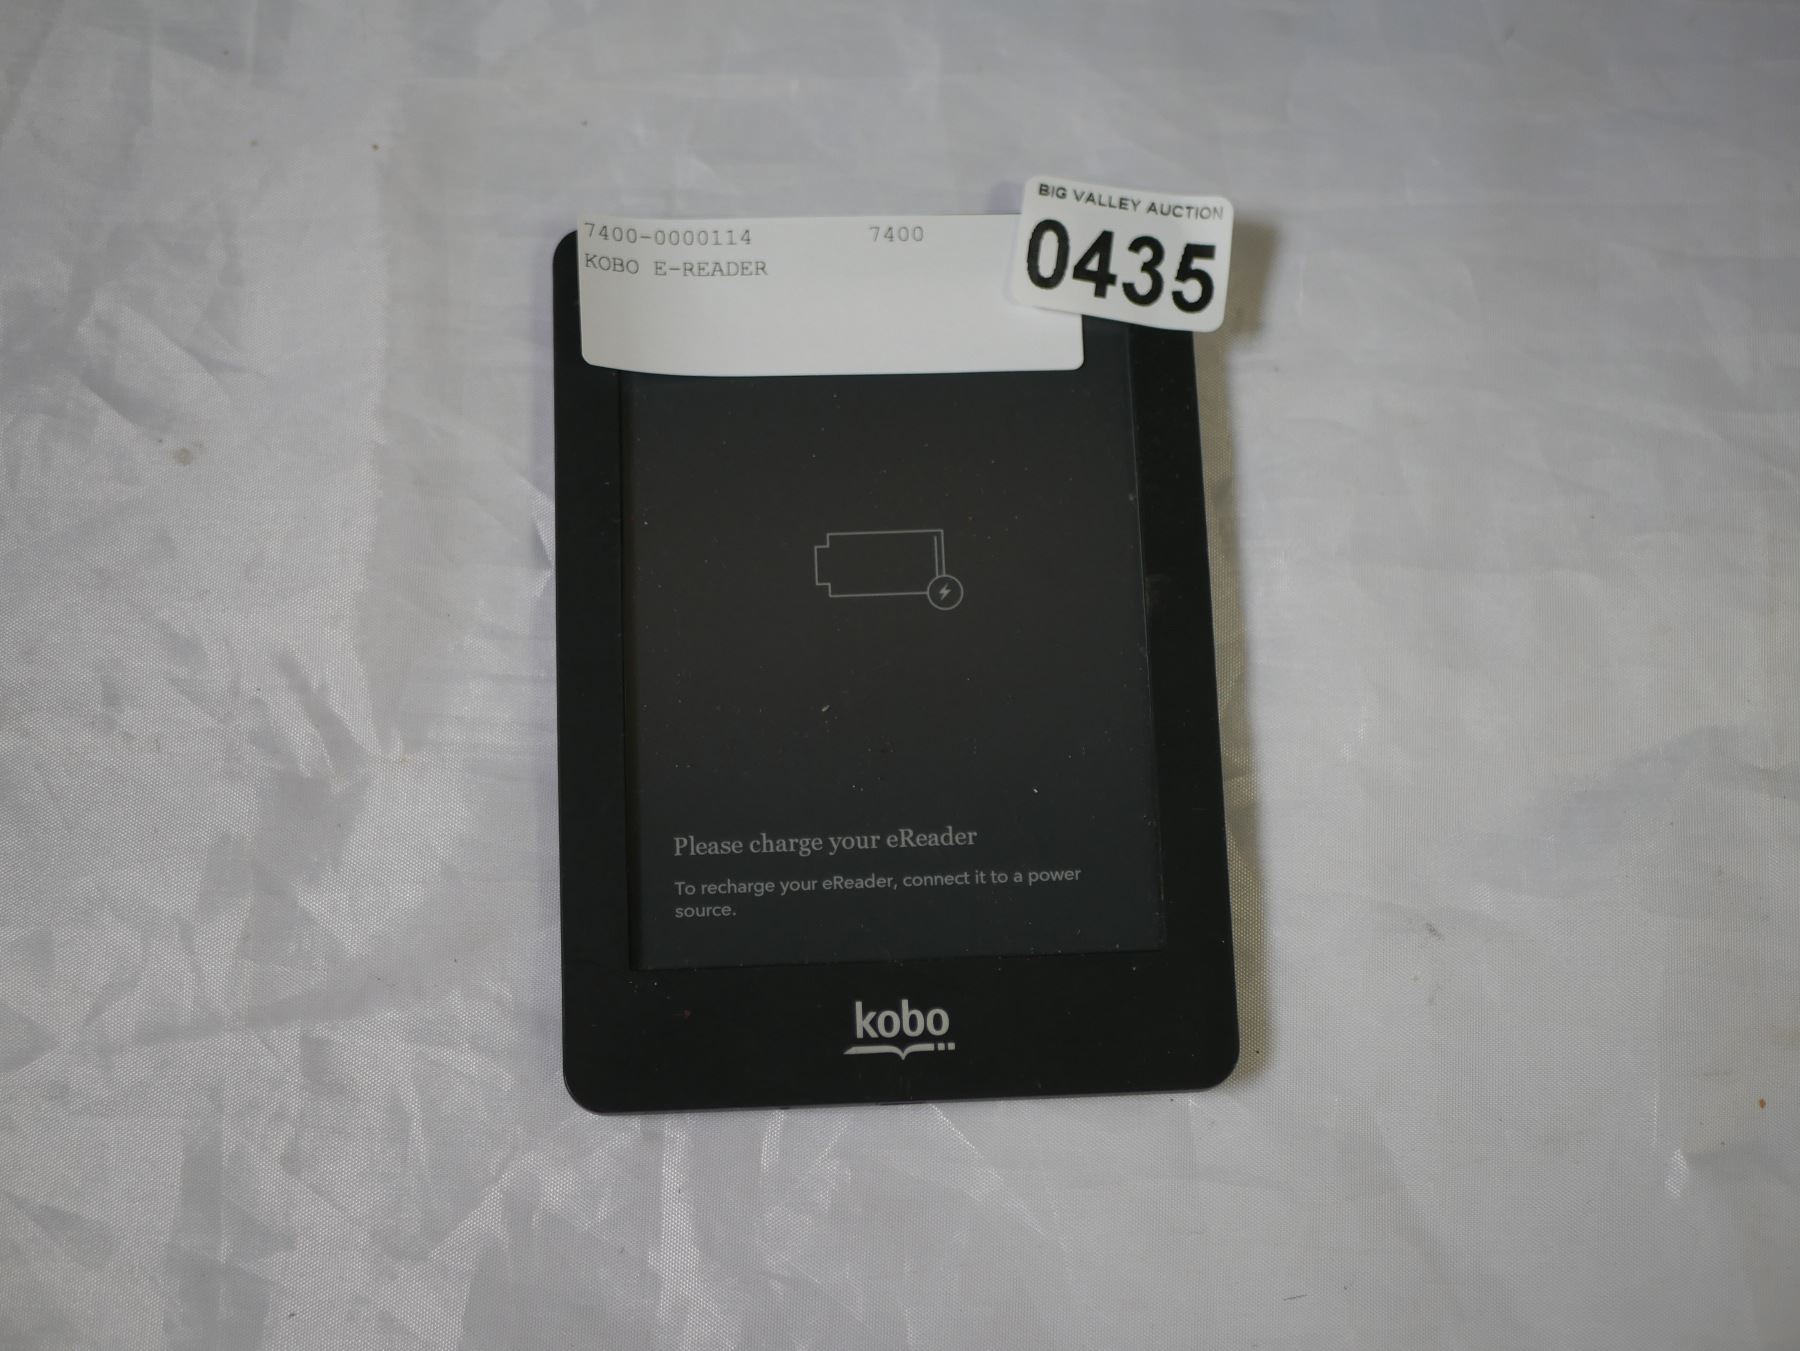 BIG VALLEY AUCTION
0435
7400-0000114 7400
KOBO E-READER
Please charge your eReader
To recharge your eReader, connect it to a power
source.
kobo